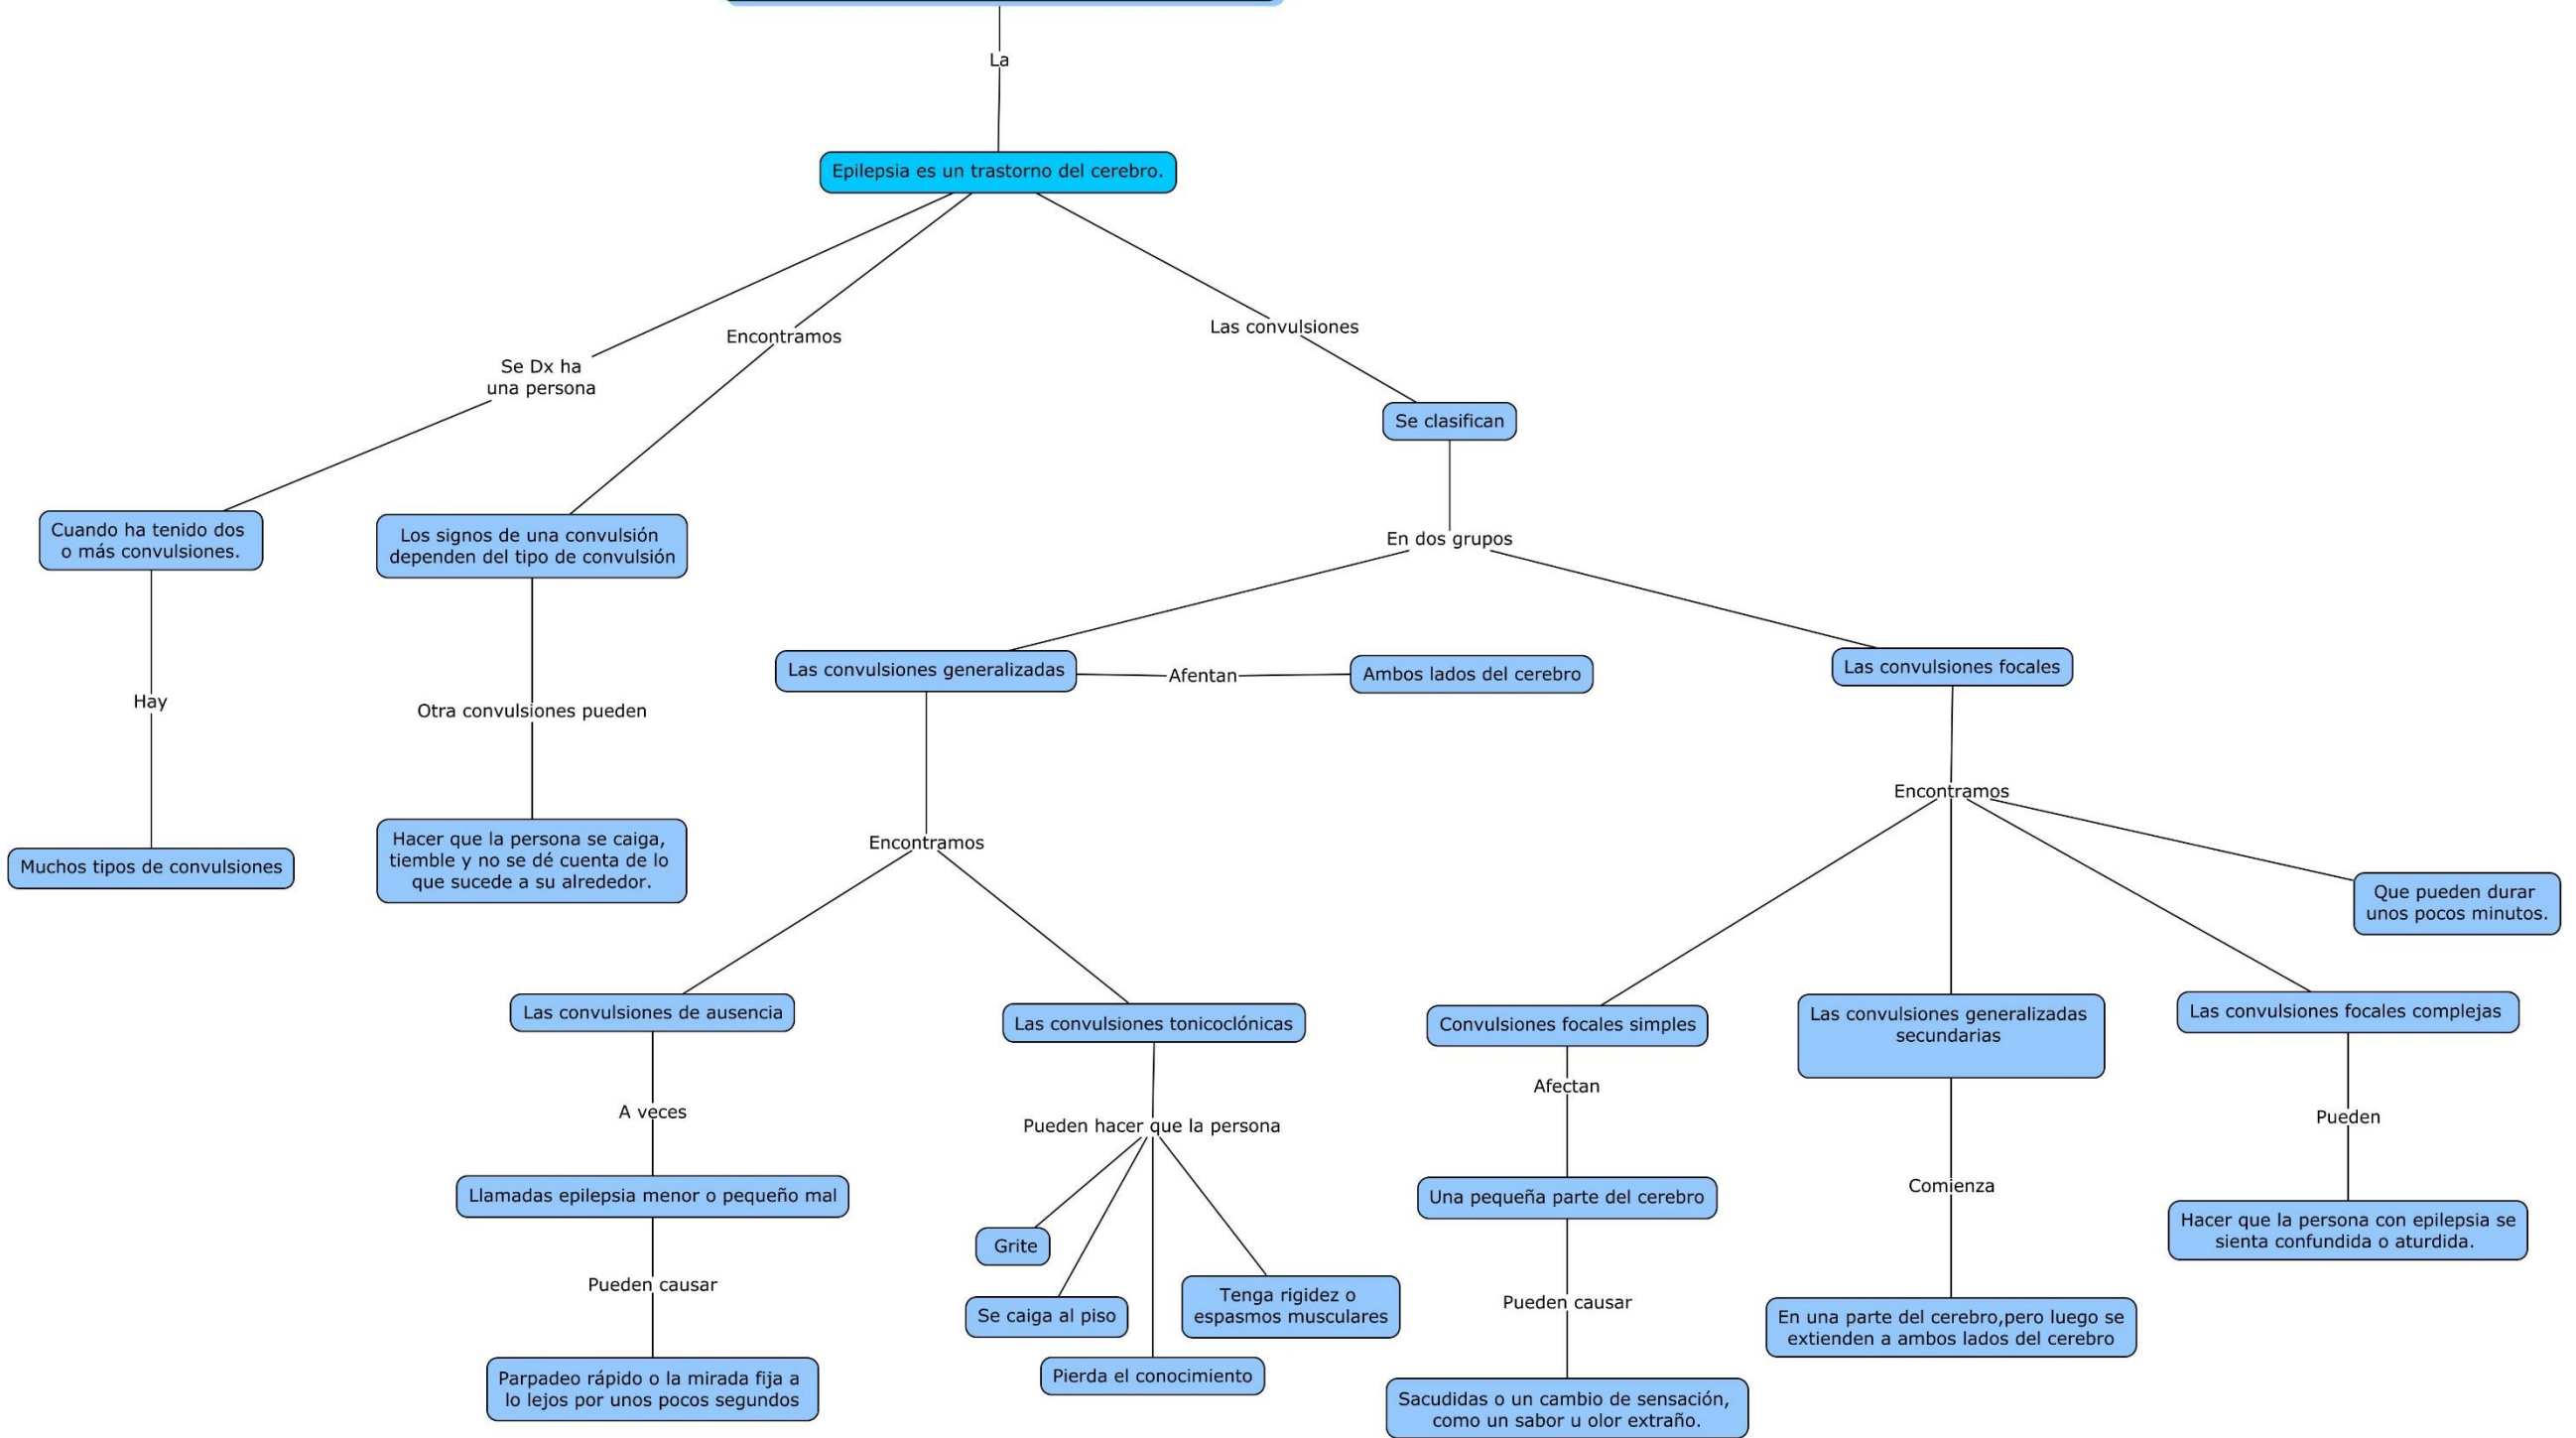 La
Epilepsia es un trastorno del cerebro.
Se Dx ha
una persona
Encontramos
Las convulsiones
Se clasifican
En dos grupos
Cuando ha tenido dos
o más convulsiones.
Hay
Muchos tipos de convulsiones
Los signos de una convulsión
dependen del tipo de convulsión
Otra convulsiones pueden
Hacer que la persona se caiga,
tiemble y no se dé cuenta de lo
que sucede a su alrededor.
Las convulsiones generalizadas
Afentan
Ambos lados del cerebro
Encontramos
Las convulsiones de ausencia
A veces
Llamadas epilepsia menor o pequeño mal
Pueden causar
Parpadeo rápido o la mirada fija a
lo lejos por unos pocos segundos
Las convulsiones tonicoclónicas
Pueden hacer que la persona
Grite
Se caiga al piso
Pierda el conocimiento
Tenga rigidez o
espasmos musculares
Las convulsiones focales
Encontramos
Convulsiones focales simples
Afectan
Una pequeña parte del cerebro
Pueden causar
Sacudidas o un cambio de sensación,
como un sabor u olor extraño.
Las convulsiones generalizadas
secundarias
Comienza
En una parte del cerebro,pero luego se
extienden a ambos lados del cerebro
Las convulsiones focales complejas
Pueden
Hacer que la persona con epilepsia se
sienta confundida o aturdida.
Que pueden durar
unos pocos minutos.